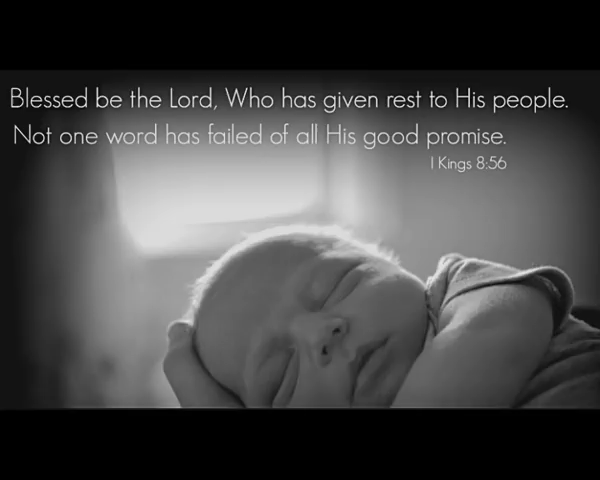 Blessed be the Lord, Who has given rest to His people.
Not one word has failed of all His good promise.
I Kings 8:56